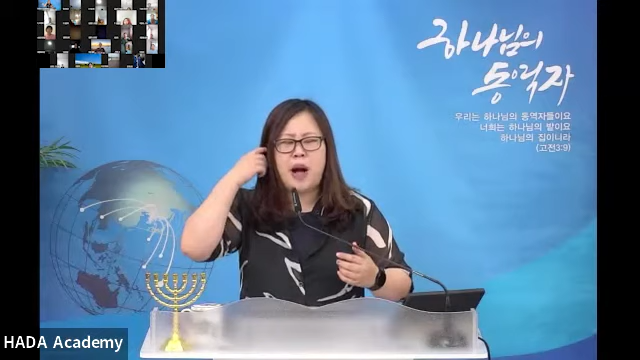 하나님의
동역자
우리는 하나님의 동역자들이요
너희는 하나님의 밭이요
하나님의 집이니라
(고전3:9)
HADA Academy